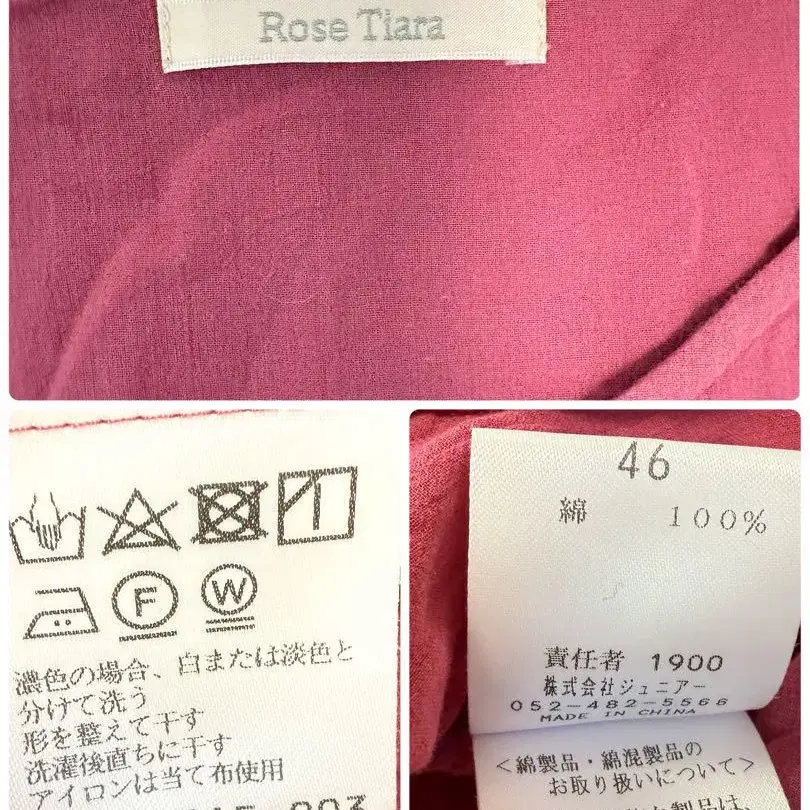 Rose Tiara
F
W
濃色の場合、白または淡色と
分けて洗う
形を整えて干す
洗濯後直ちに干す
アイロンは当て布使用
46
綿 100%
責任者 1900
株式会社ジュニアー
052-482-5566
MADE IN CHINA
<綿製品・綿混製品の
お取り扱いについて>